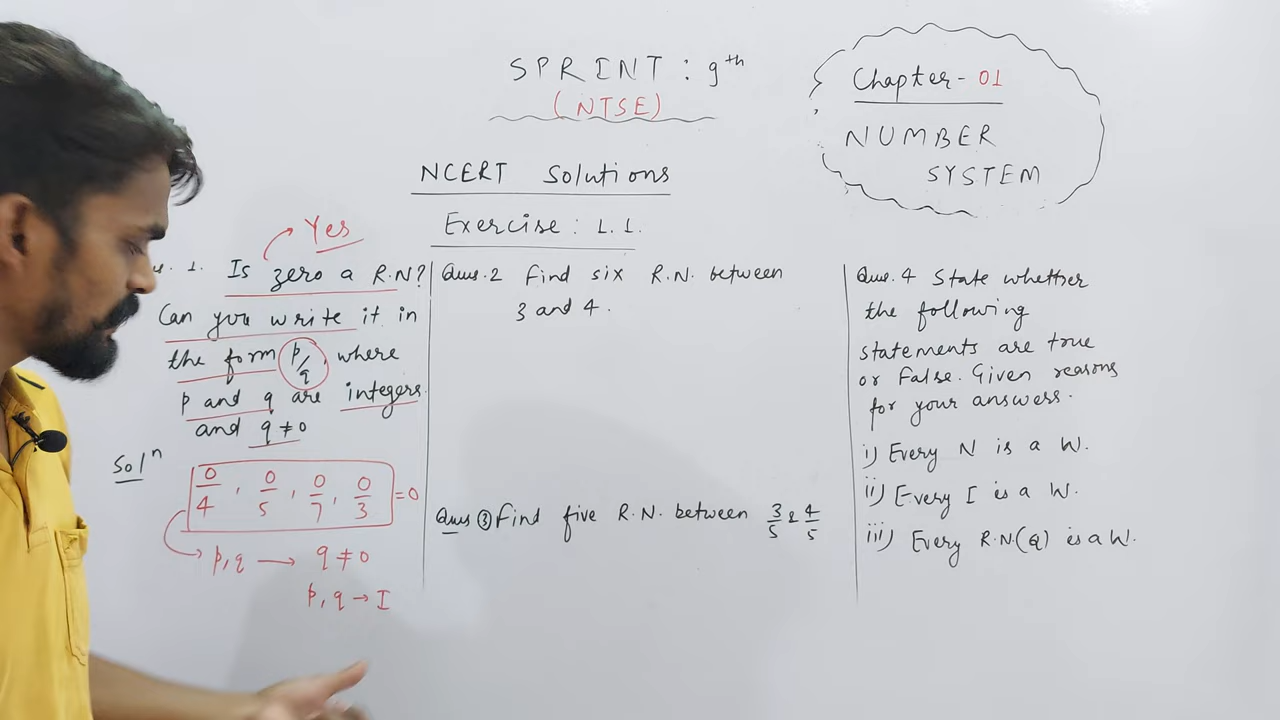 SPRINT : 9th
(NTSE)
Chapter - 01
NUMBER
SYSTEM
NCERT Solutions
Exercise : 1.1.
Yes
1. Is zero a R.N?
Can you write it in
the form p/q where
p and q are integers.
and q ≠ 0
Solⁿ
0/4, 0/5, 0/7, 0/3 = 0
p, q → q ≠ 0
p, q → I
Ques. 2 Find six R.N. between
3 and 4.
Ques ③ Find five R.N. between 3/5 & 4/5
Ques. 4 State whether
the following
statements are true
or False. Given reasons
for your answers.
i) Every N is a W.
ii) Every I is a W.
iii) Every R.N(Q) is a W.